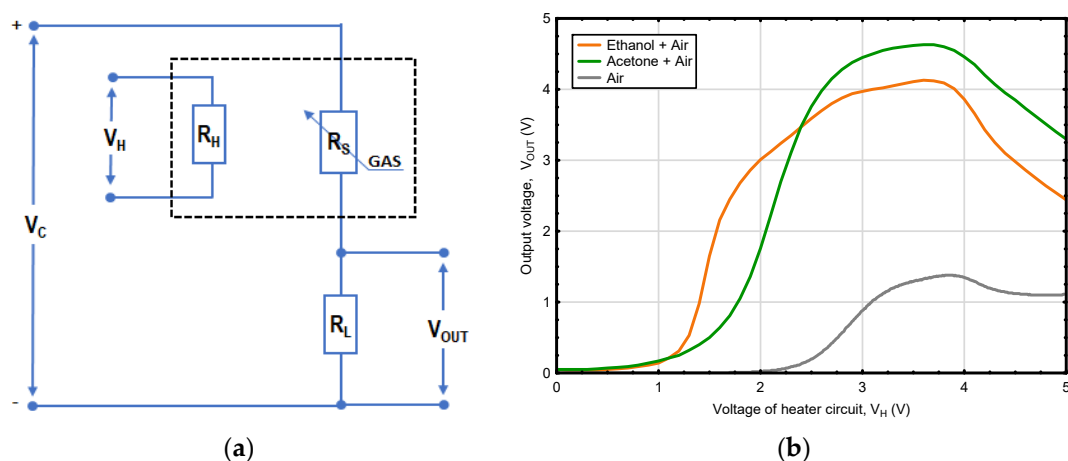 +
V_H
R_H
R_S
GAS
V_C
R_L
V_OUT
-
(a)
Output voltage, V_OUT (V)
5
4
3
2
1
0
Ethanol + Air
Acetone + Air
Air
0 1 2 3 4 5
Voltage of heater circuit, V_H (V)
(b)